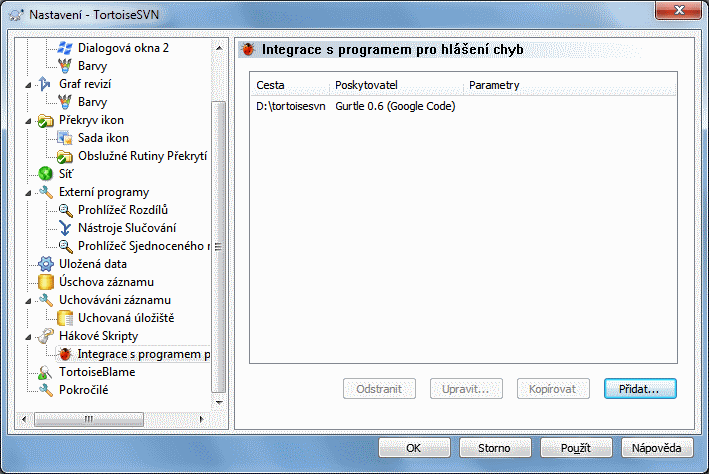 Nastavení - TortoiseSVN
Dialogová okna 2
Barvy
Graf revizí
Barvy
Překryv ikon
Sada ikon
Obslužné Rutiny Překrytí
Síť
Externí programy
Prohlížeč Rozdílů
Nástroje Slučování
Prohlížeč Sjednoceného r
Uložená data
Úschova záznamu
Uchováváni záznamu
Uchovaná úložiště
Hákové Skripty
Integrace s programem p
TortoiseBlame
Pokročilé
Integrace s programem pro hlášení chyb
Cesta Poskytovatel Parametry
D:\tortoisesvn Gurtle 0.6 (Google Code)
Odstranit Upravit... Kopírovat Přidat...
OK Storno Použít Nápověda